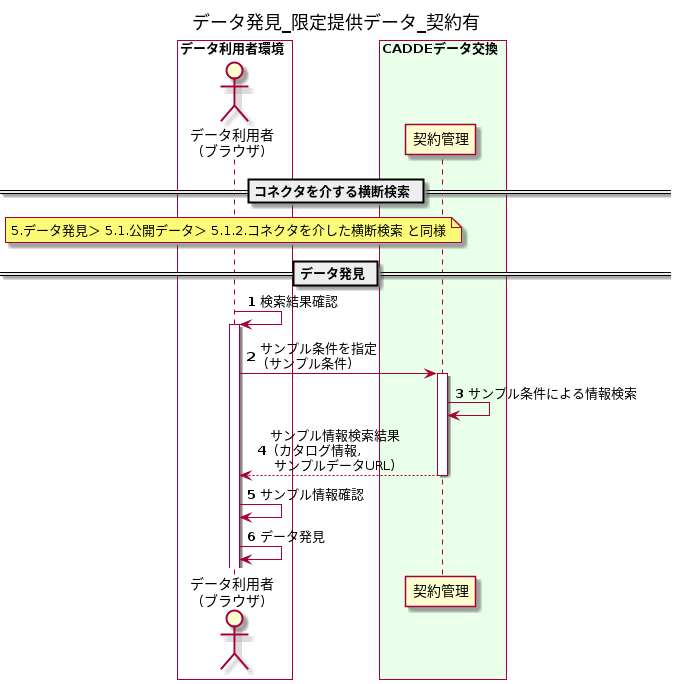 データ発見_限定提供データ_契約有
データ利用者環境
CADDEデータ交換
データ利用者
（ブラウザ）
契約管理
コネクタを介する横断検索
5.データ発見＞ 5.1.公開データ＞ 5.1.2.コネクタを介した横断検索 と同様
データ発見
1 検索結果確認
2 サンプル条件を指定
（サンプル条件）
3 サンプル条件による情報検索
サンプル情報検索結果
4 （カタログ情報,
サンプルデータURL）
5 サンプル情報確認
6 データ発見
データ利用者
（ブラウザ）
契約管理